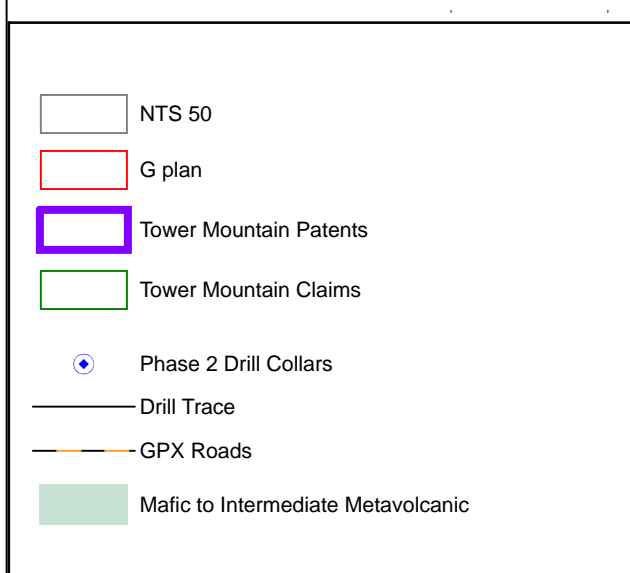 NTS 50
G plan
Tower Mountain Patents
Tower Mountain Claims
Phase 2 Drill Collars
Drill Trace
GPX Roads
Mafic to Intermediate Metavolcanic